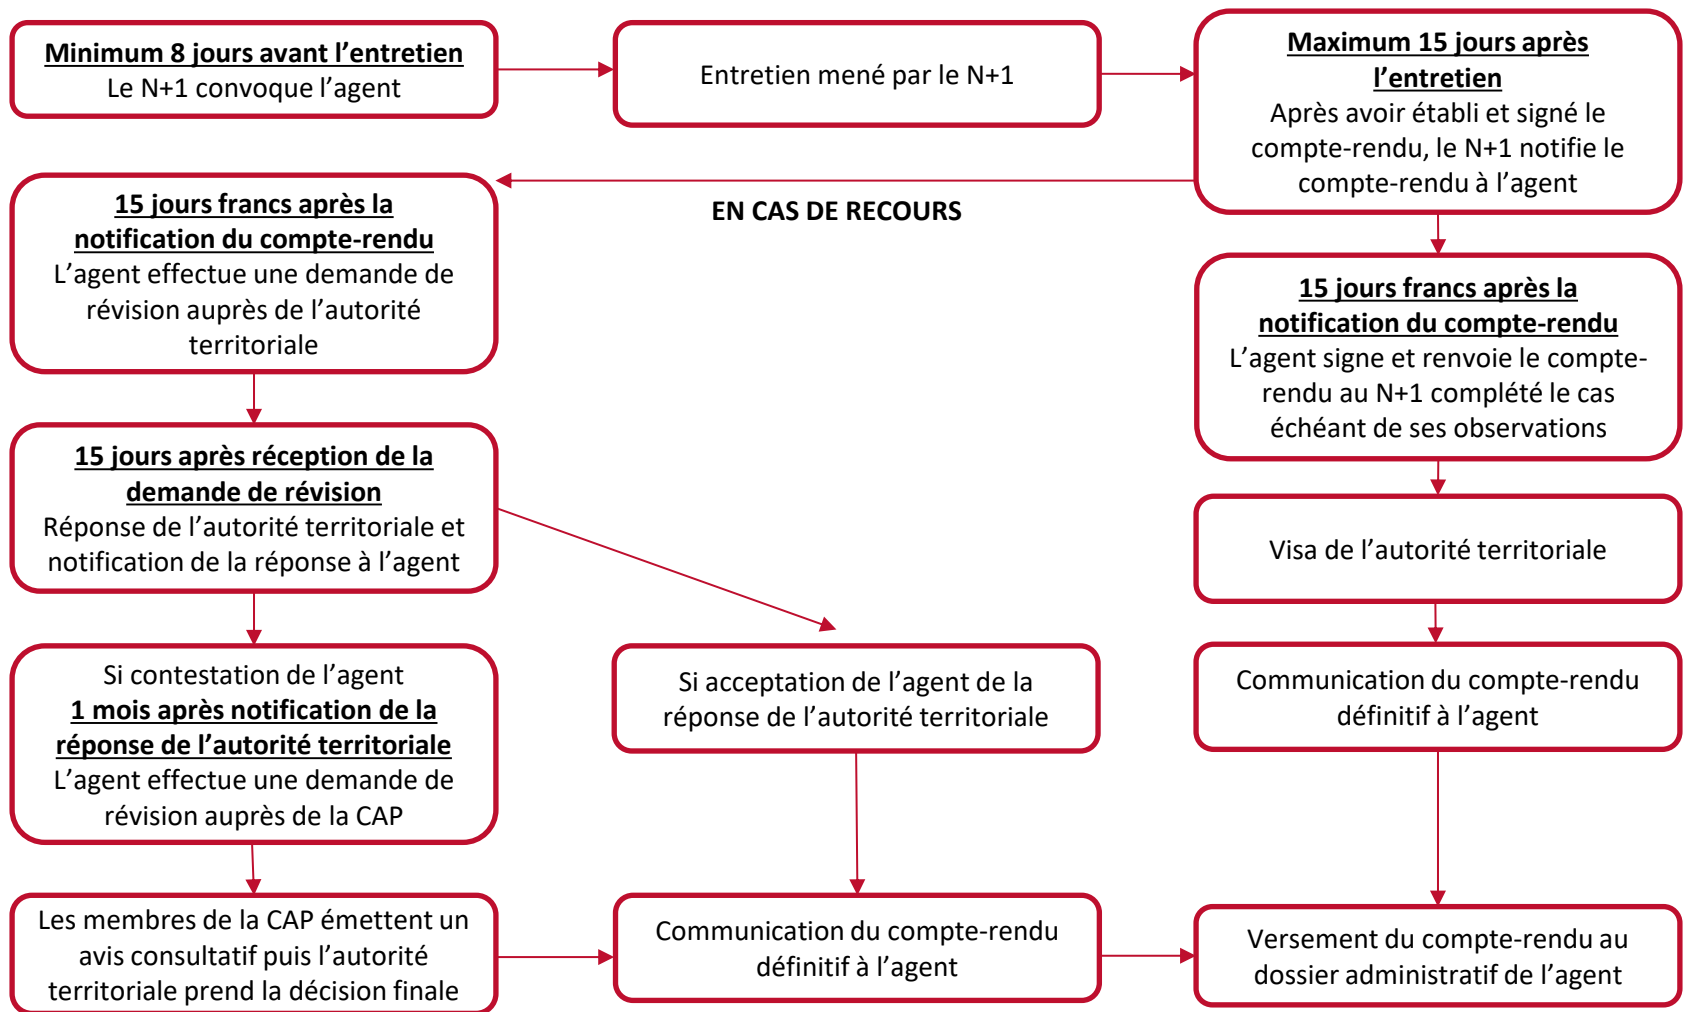 Minimum 8 jours avant l’entretien
Le N+1 convoque l’agent
Entretien mené par le N+1
Maximum 15 jours après
l’entretien
Après avoir établi et signé le
compte-rendu, le N+1 notifie le
compte-rendu à l’agent
EN CAS DE RECOURS
15 jours francs après la
notification du compte-rendu
L’agent effectue une demande de
révision auprès de l’autorité
territoriale
15 jours francs après la
notification du compte-rendu
L’agent signe et renvoie le compte-
rendu au N+1 complété le cas
échéant de ses observations
15 jours après réception de la
demande de révision
Réponse de l’autorité territoriale et
notification de la réponse à l’agent
Visa de l’autorité territoriale
Si contestation de l’agent
1 mois après notification de la
réponse de l’autorité territoriale
L’agent effectue une demande de
révision auprès de la CAP
Si acceptation de l’agent de la
réponse de l’autorité territoriale
Communication du compte-rendu
définitif à l’agent
Les membres de la CAP émettent un
avis consultatif puis l’autorité
territoriale prend la décision finale
Communication du compte-rendu
définitif à l’agent
Versement du compte-rendu au
dossier administratif de l’agent